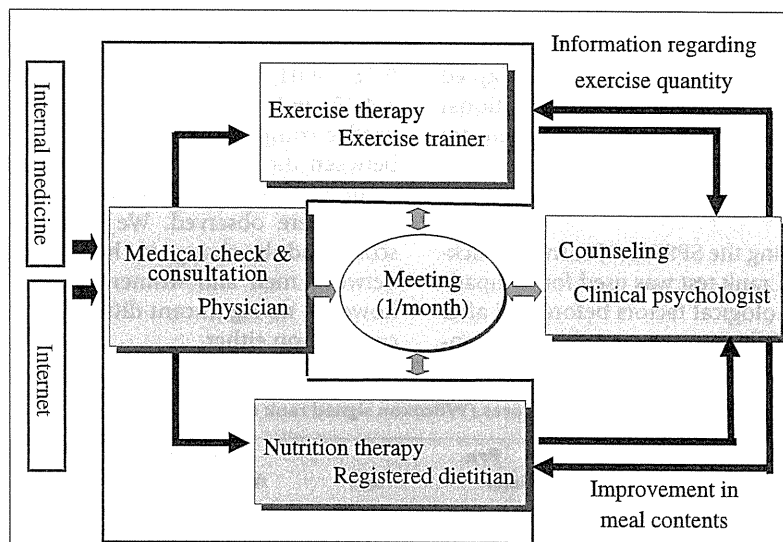 Information regarding
exercise quantity
Internal medicine
Internet
Exercise therapy
Exercise trainer
Medical check &
consultation
Physician
Meeting
(1/month)
Counseling
Clinical psychologist
Nutrition therapy
Registered dietitian
Improvement in
meal contents